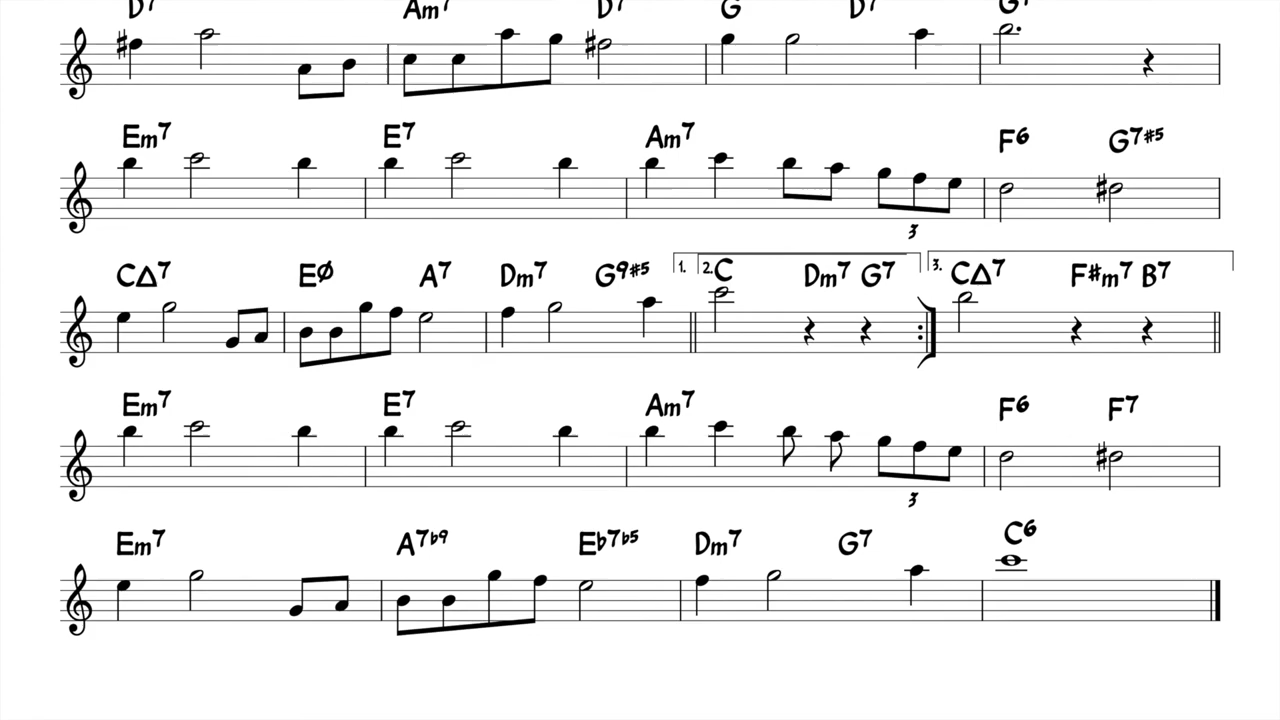 D7 Am7 D7 G D7 G7
Em7 E7 Am7 F6 G7#5
3
CΔ7 EØ A7 Dm7 G9#5 1. 2. C Dm7 G7 3. CΔ7 F#m7 B7
Em7 E7 Am7 F6 F7
3
Em7 A7b9 Eb7b5 Dm7 G7 C6